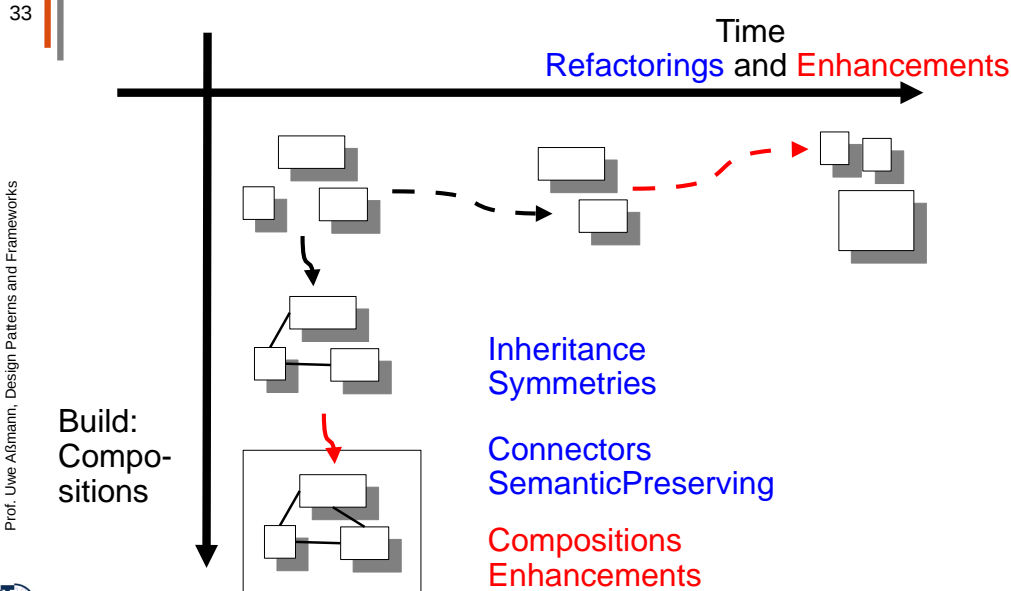 33
Time
Refactorings and Enhancements
Prof. Uwe Aßmann, Design Patterns and Frameworks
Inheritance
Symmetries
Build:
Compo-
sitions
Connectors
SemanticPreserving
Compositions
Enhancements